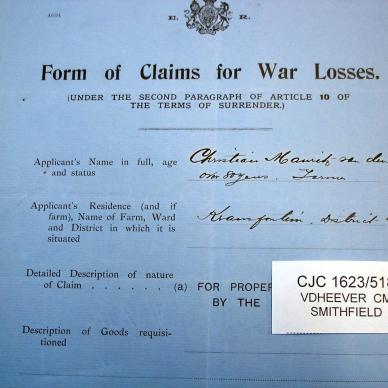 A6531
E. R.
Form of Claims for War Losses.
(UNDER THE SECOND PARAGRAPH OF ARTICLE 10 OF
THE TERMS OF SURRENDER.)
Applicant's Name in full, age
and status
Christian Maurits van den
over 50 years, Farmer
Applicant's Residence (and if
farm), Name of Farm, Ward
and District in which it is
situated
District
Detailed Description of nature
of Claim . . . . . . (a) FOR PROPER
BY THE
CJC 1623/518
VDHEEVER CM
SMITHFIELD
Description of Goods requisi-
tioned